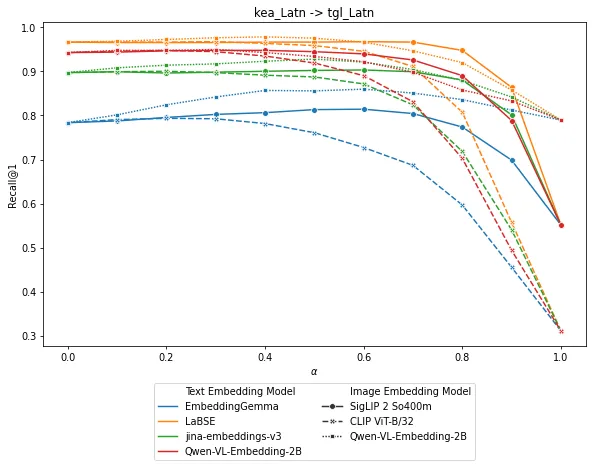 kea_Latn -> tgl_Latn
1.0
0.9
0.8
0.7
0.6
0.5
0.4
0.3
Recall@1
0.0 0.2 0.4 0.6 0.8 1.0
α
Text Embedding Model Image Embedding Model
EmbeddingGemma SigLIP 2 So400m
LaBSE CLIP ViT-B/32
jina-embeddings-v3 Qwen-VL-Embedding-2B
Qwen-VL-Embedding-2B